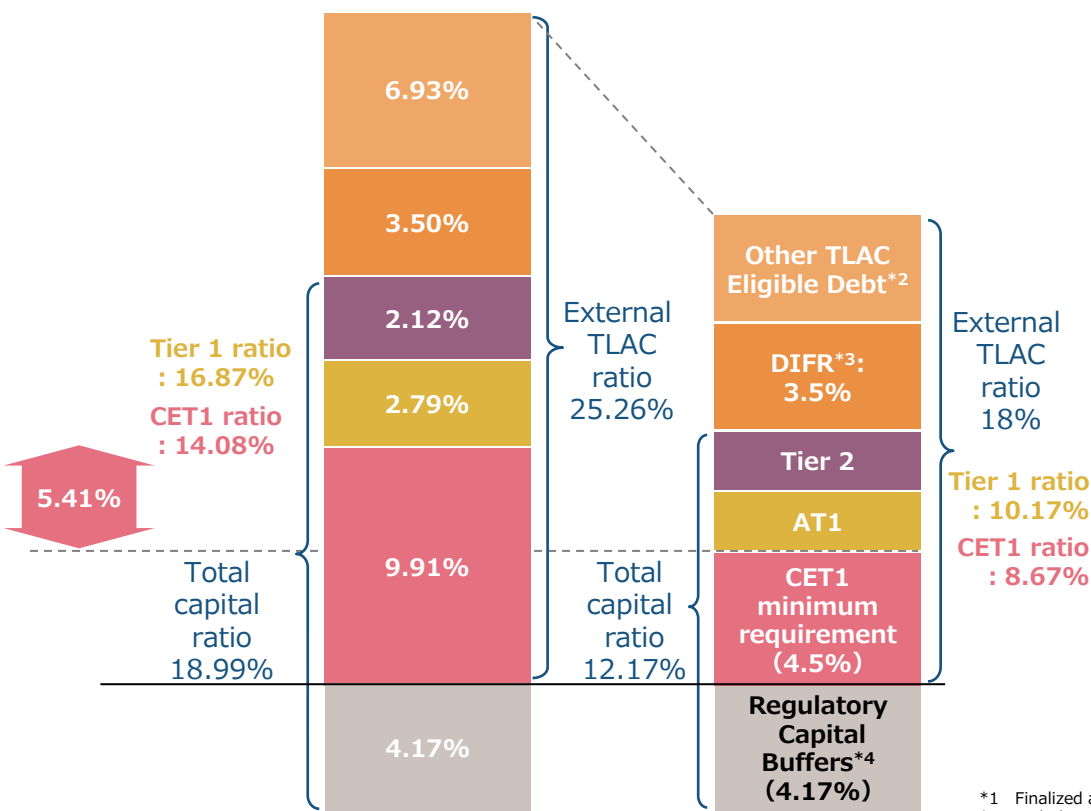 6.93%
3.50%
2.12%
2.79%
9.91%
4.17%
Tier 1 ratio
: 16.87%
CET1 ratio
: 14.08%
5.41%
Total
capital
ratio
18.99%
External
TLAC
ratio
25.26%
Other TLAC
Eligible Debt*2
DIFR*3:
3.5%
Tier 2
AT1
CET1
minimum
requirement
(4.5%)
Regulatory
Capital
Buffers*4
(4.17%)
Total
capital
ratio
12.17%
External
TLAC
ratio
18%
Tier 1 ratio
: 10.17%
CET1 ratio
: 8.67%
*1 Finalized